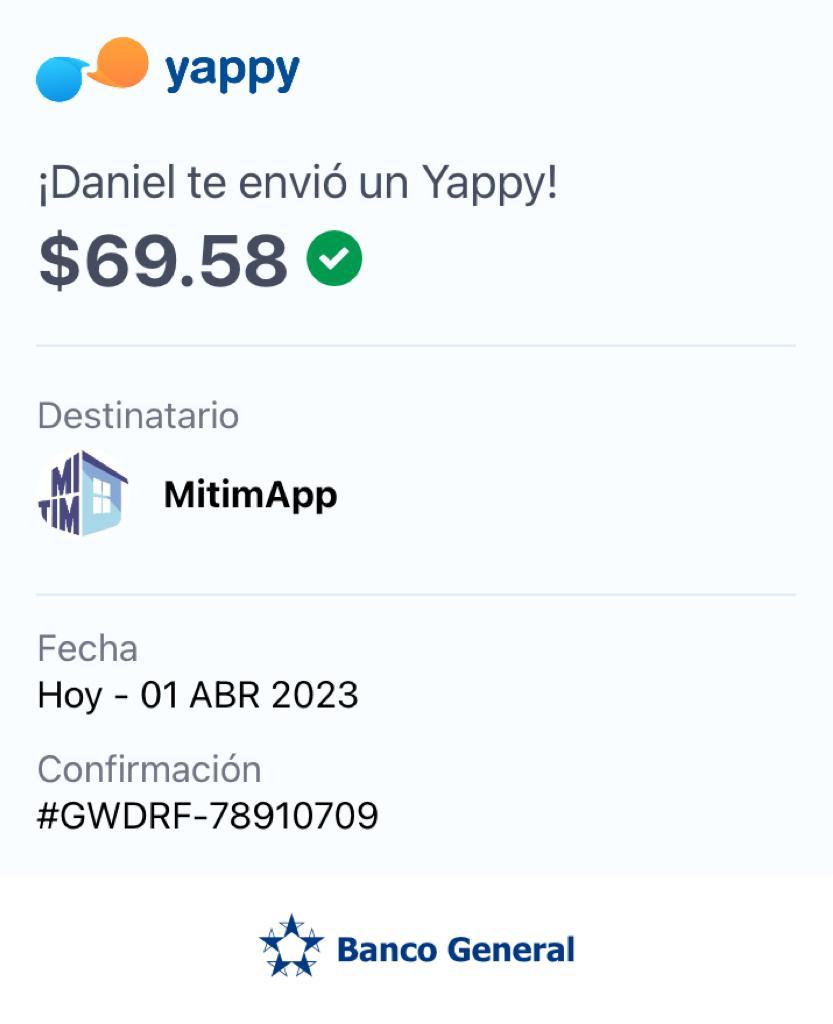 yappy
¡Daniel te envió un Yappy!
$69.58
Destinatario
MI
TIM
MitimApp
Fecha
Hoy - 01 ABR 2023
Confirmación
#GWDRF-78910709
Banco General